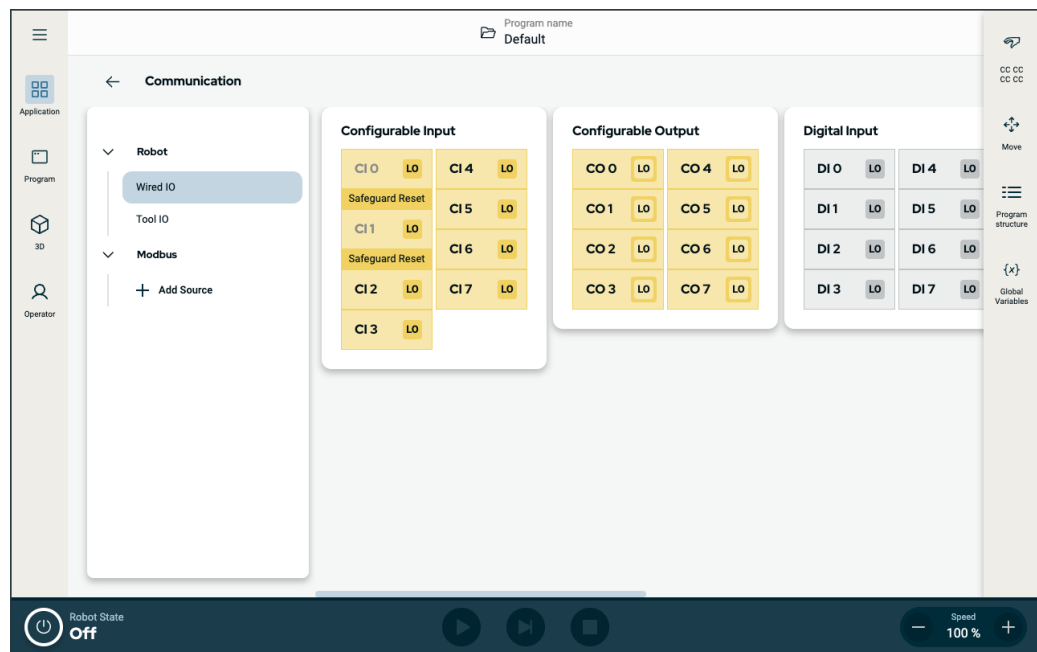 Program name
Default
Application
Program
3D
Operator
Communication
Robot
Wired IO
Tool IO
Modbus
Add Source
Configurable Input
CI 0 LO CI 4 LO
Safeguard Reset
CI 5 LO
CI 1 LO
CI 6 LO
Safeguard Reset
CI 2 LO CI 7 LO
CI 3 LO
Configurable Output
CO 0 LO CO 4 LO
CO 1 LO CO 5 LO
CO 2 LO CO 6 LO
CO 3 LO CO 7 LO
Digital Input
DI 0 LO DI 4 LO
DI 1 LO DI 5 LO
DI 2 LO DI 6 LO
DI 3 LO DI 7 LO
CC CC
CC CC
Move
Program
structure
{x}
Global
Variables
Robot State
Off
Speed
100 %